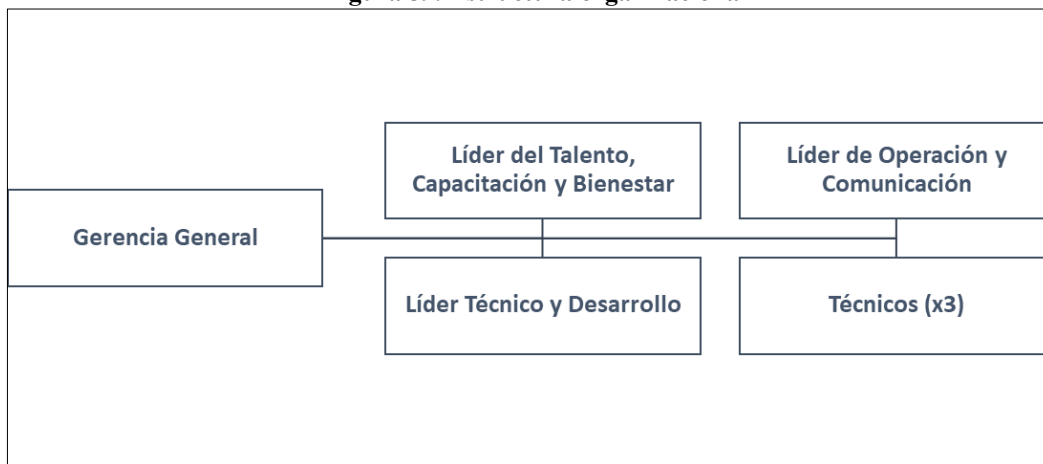 Líder del Talento,
Capacitación y Bienestar
Líder de Operación y
Comunicación
Gerencia General
Líder Técnico y Desarrollo
Técnicos (x3)